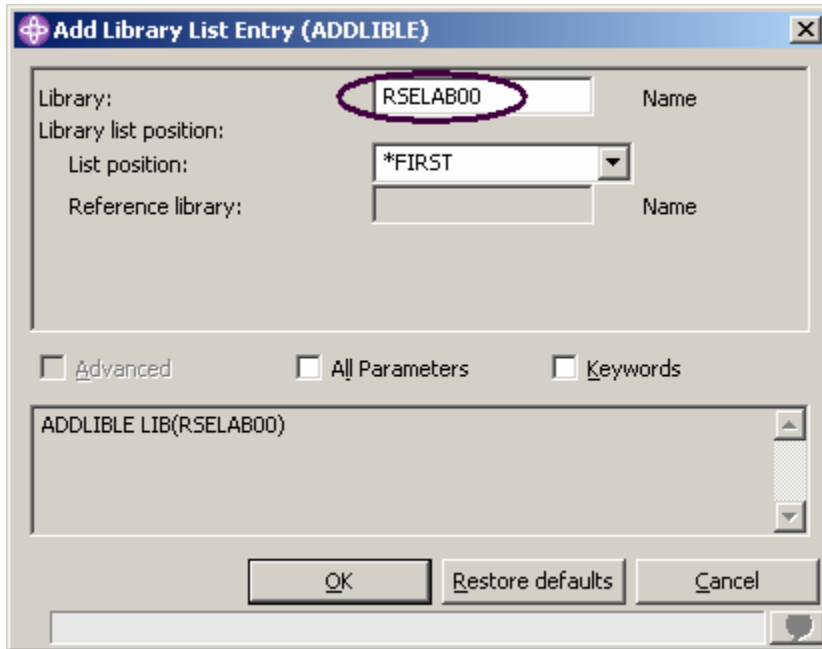 Add Library List Entry (ADDLIBLE)
Library: RSELAB00 Name
Library list position:
List position: *FIRST
Reference library: Name
Advanced All Parameters Keywords
ADDLIBLE LIB(RSELAB00)
OK Restore defaults Cancel